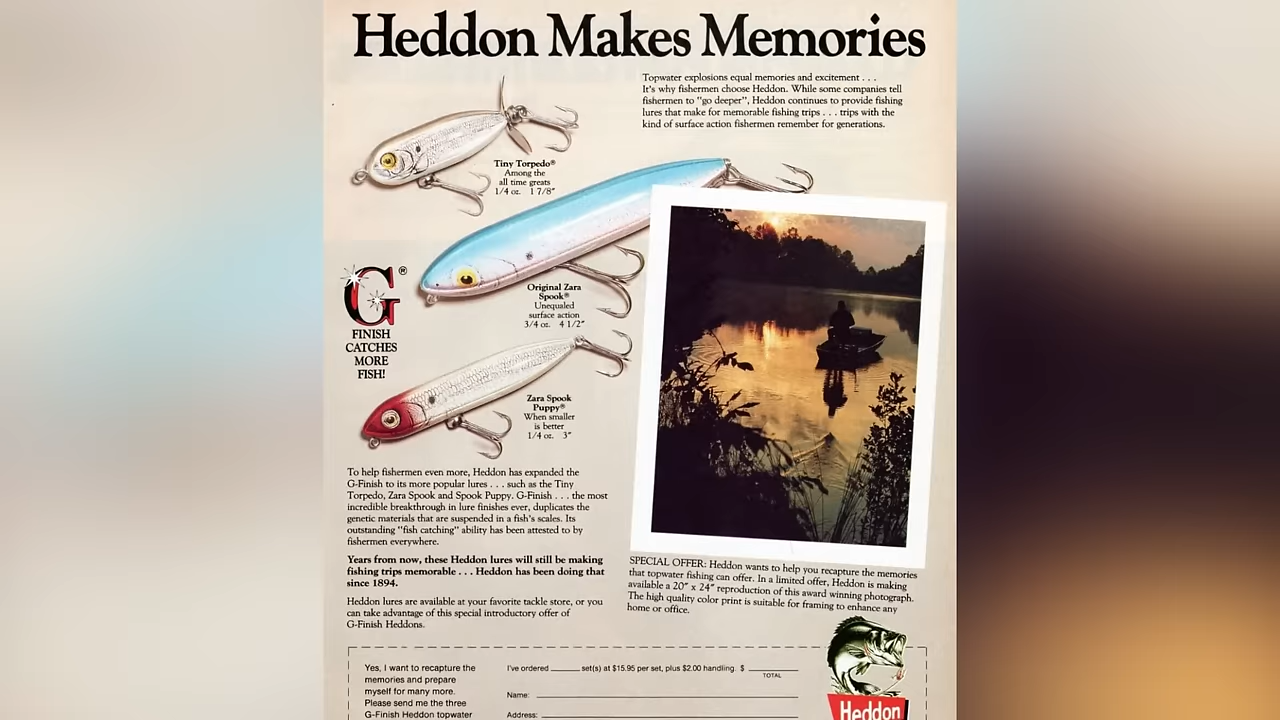 Heddon Makes Memories
Topwater explosions equal memories and excitement . . .
It's why fishermen choose Heddon. While some companies tell
fishermen to "go deeper", Heddon continues to provide fishing
lures that make for memorable fishing trips . . . trips with the
kind of surface action fishermen remember for generations.
Tiny Torpedo®
Among the
all time greats
1/4 oz. 1 7/8"
Original Zara
Spook®
Unequaled
surface action
3/4 oz. 4 1/2"
G®
FINISH
CATCHES
MORE
FISH!
Zara Spook
Puppy®
When smaller
is better
1/4 oz. 3"
To help fishermen even more, Heddon has expanded the
G-Finish to its more popular lures . . . such as the Tiny
Torpedo, Zara Spook and Spook Puppy. G-Finish . . . the most
incredible breakthrough in lure finishes ever, duplicates the
genetic materials that are suspended in a fish's scales. Its
outstanding "fish catching" ability has been attested to by
fishermen everywhere.
Years from now, these Heddon lures will still be making
fishing trips memorable . . . Heddon has been doing that
since 1894.
Heddon lures are available at your favorite tackle store, or you
can take advantage of this special introductory offer of
G-Finish Heddons.
SPECIAL OFFER: Heddon wants to help you recapture the memories
that topwater fishing can offer. In a limited offer, Heddon is making
available a 20" x 24" reproduction of this award winning photograph.
The high quality color print is suitable for framing to enhance any
home or office.
Yes, I want to recapture the
memories and prepare
myself for many more.
Please send me the three
G-Finish Heddon topwater
I've ordered ______ set(s) at $15.95 per set, plus $2.00 handling. $ ______
TOTAL
Name:
Address:
Heddon